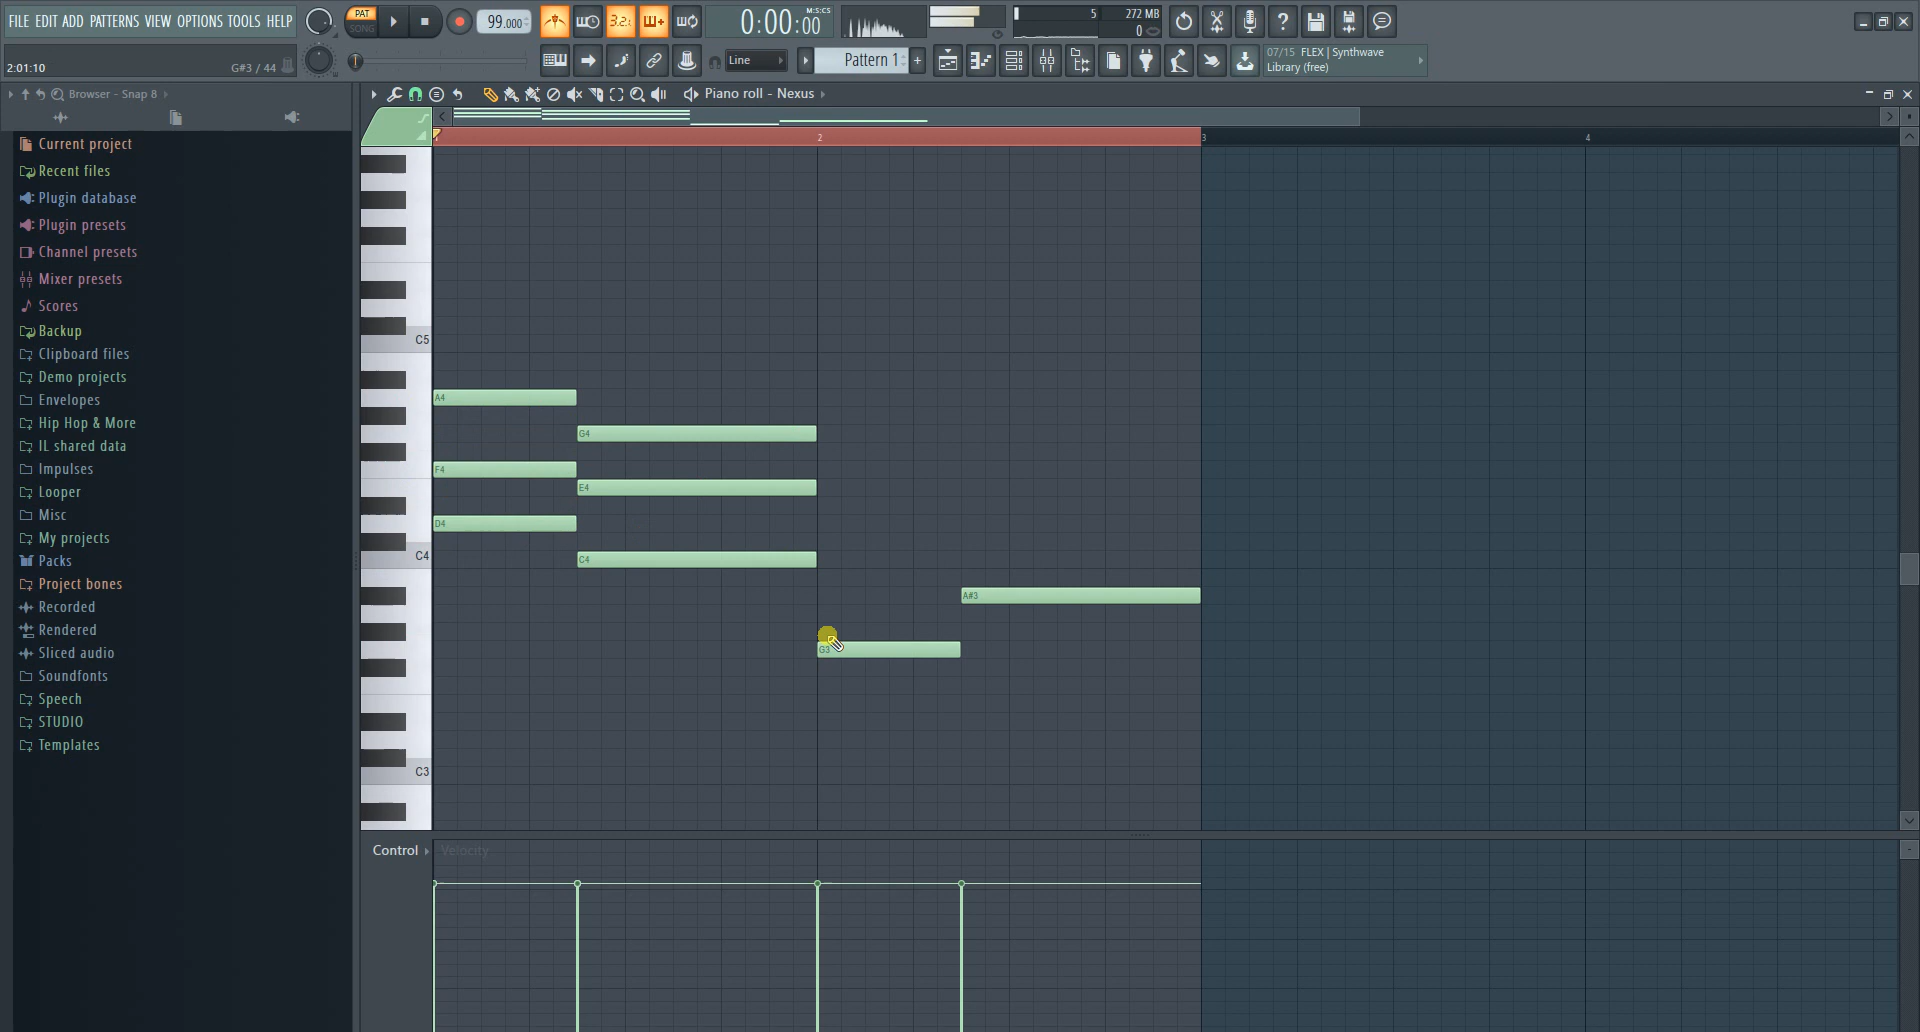 FILE EDIT ADD PATTERNS VIEW OPTIONS TOOLS HELP
PAT
SONG
99.000
3.2.
0:00:00
M:S:CS
5
272 MB
0
2:01:10
G#3 / 44
Line
Pattern 1
+
07/15 FLEX | Synthwave
Library (free)
Browser - Snap 8
Piano roll - Nexus
Current project
Recent files
Plugin database
Plugin presets
Channel presets
Mixer presets
Scores
Backup
Clipboard files
Demo projects
Envelopes
Hip Hop & More
IL shared data
Impulses
Looper
Misc
My projects
Packs
Project bones
Recorded
Rendered
Sliced audio
Soundfonts
Speech
STUDIO
Templates
2
3
4
C5
A4
G4
F4
E4
D4
C4
C4
A#3
G3
C3
Control
Velocity